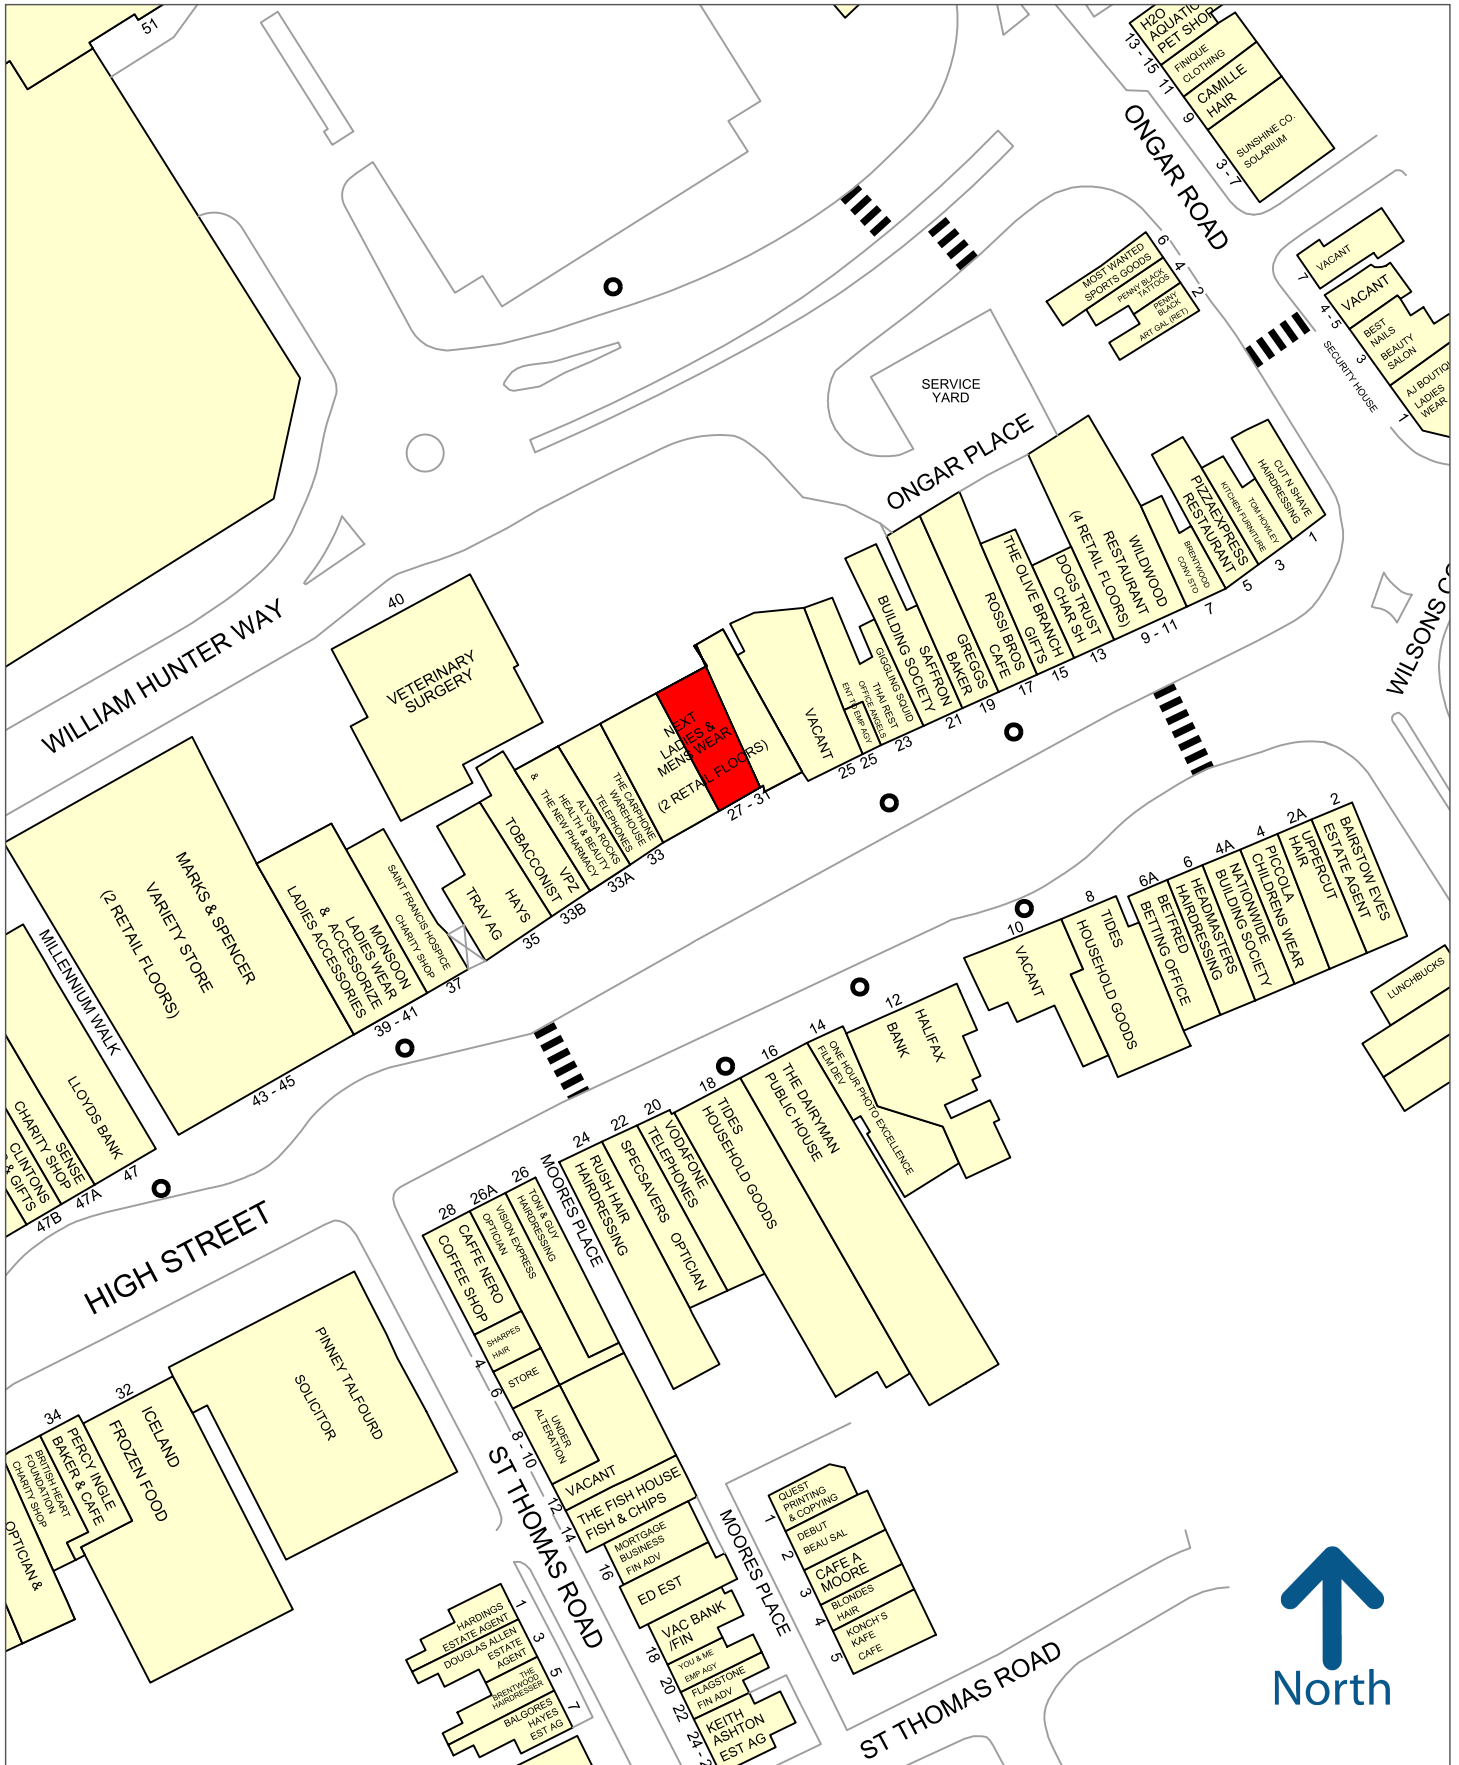 51
H2O
AQUATIC
PET SHOP
13 - 15
FINIQUE
CLOTHING
11
CAMILLE
HAIR
9
SUNSHINE CO.
SOLARIUM
3 - 7
ONGAR ROAD
MOST WANTED
SPORTS GOODS
6
PENNY BLACK
TATTOOS
4
PENNY
BLACK
ART GAL (RET)
2
VACANT
7
VACANT
4 - 5
BEST
NAILS
BEAUTY
SALON
3
SECURITY HOUSE
AJ BOUTIQU
LADIES
WEAR
1
SERVICE
YARD
ONGAR PLACE
WILLIAM HUNTER WAY
40
VETERINARY
SURGERY
CUT N SHAVE
HAIRDRESSING
1
TOM HOWLEY
KITCHEN FURNITURE
3
PIZZAEXPRESS
RESTAURANT
5
BRENTWOOD
CONV STO
7
WILDWOOD
RESTAURANT
(4 RETAIL FLOORS)
9 - 11
DOGS TRUST
CHAR SH
13
THE OLIVE BRANCH
GIFTS
15
ROSSI BROS
CAFE
17
GREGGS
BAKER
19
SAFFRON
BUILDING SOCIETY
21
GIGGLING SQUID
THAI REST
23
OFFICE ANGELS
ENT TO EMP AGY
25
VACANT
25
NEXT
LADIES &
MENS WEAR
(2 RETAIL FLOORS)
27 - 31
THE CARPHONE
WAREHOUSE
TELEPHONES
33
ALYSSA ROCKS
HEALTH & BEAUTY
&
THE NEW PHARMACY
33A
VPZ
TOBACCONIST
33B
HAYS
TRAV AG
35
SAINT FRANCIS HOSPICE
CHARITY SHOP
37
MONSOON
LADIES WEAR
&
ACCESSORIZE
LADIES ACCESSORIES
39 - 41
MARKS & SPENCER
VARIETY STORE
(2 RETAIL FLOORS)
43 - 45
MILLENNIUM WALK
LLOYDS BANK
47
SENSE
CHARITY SHOP
47A
CLINTONS
& GIFTS
47B
WILSONS CO
HIGH STREET
BAIRSTOW EVES
ESTATE AGENT
2
UPPERCUT
HAIR
2A
PICCOLA
CHILDRENS WEAR
4
NATIONWIDE
BUILDING SOCIETY
4A
HEADMASTERS
HAIRDRESSING
6
BETFRED
BETTING OFFICE
6A
TIDES
HOUSEHOLD GOODS
8
VACANT
10
LUNCHBUCKS
HALIFAX
BANK
12
ONE HOUR PHOTO EXCELLENCE
FILM DEV
14
THE DAIRYMAN
PUBLIC HOUSE
16
TIDES
HOUSEHOLD GOODS
18
VODAFONE
TELEPHONES
20
SPECSAVERS
OPTICIAN
22
RUSH HAIR
HAIRDRESSING
24
MOORES PLACE
TONI & GUY
HAIRDRESSING
26
VISION EXPRESS
OPTICIAN
26A
CAFFE NERO
COFFEE SHOP
28
SHARPES
HAIR
4
STORE
6
UNDER
ALTERATION
8 - 10
VACANT
12
THE FISH HOUSE
FISH & CHIPS
14
MORTGAGE
BUSINESS
FIN ADV
16
ED EST
VAC BANK
/FIN
18
YOU & ME
EMP AGY
20
FLAGSTONE
FIN ADV
22
KEITH
ASHTON
EST AG
24 - 2
ST THOMAS ROAD
PINNEY TALFOURD
SOLICITOR
32
ICELAND
FROZEN FOOD
34
PERCY INGLE
BAKER & CAFE
BRITISH HEART
FOUNDATION
CHARITY SHOP
OPTICIAN &
HARDINGS
ESTATE AGENT
1
DOUGLAS ALLEN
ESTATE
AGENT
3
THE
BRENTWOOD
HAIRDRESSER
5
BALGORES
HAYES
EST AG
7
MOORES PLACE
QUEST
PRINTING
& COPYING
1
DEBUT
BEAU SAL
2
CAFE A
MOORE
3
BLONDES
HAIR
4
KONCH'S
KAFE
CAFE
5
ST THOMAS ROAD
North